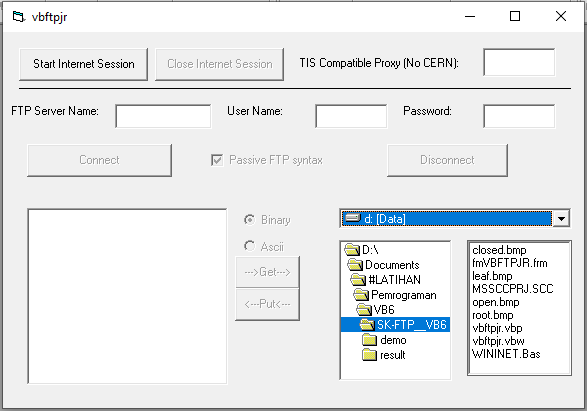 vbftpjr
Start Internet Session Close Internet Session TIS Compatible Proxy (No CERN):
FTP Server Name: User Name: Password:
Connect Passive FTP syntax Disconnect
Binary
Ascii
--->Get--->
<---Put<---
d: [Data]
D:\
Documents
#LATIHAN
Pemrograman
VB6
SK-FTP__VB6
demo
result
closed.bmp
fmVBFTPJR.frm
leaf.bmp
MSSCCPRJ.SCC
open.bmp
root.bmp
vbftpjr.vbp
vbftpjr.vbw
WININET.Bas